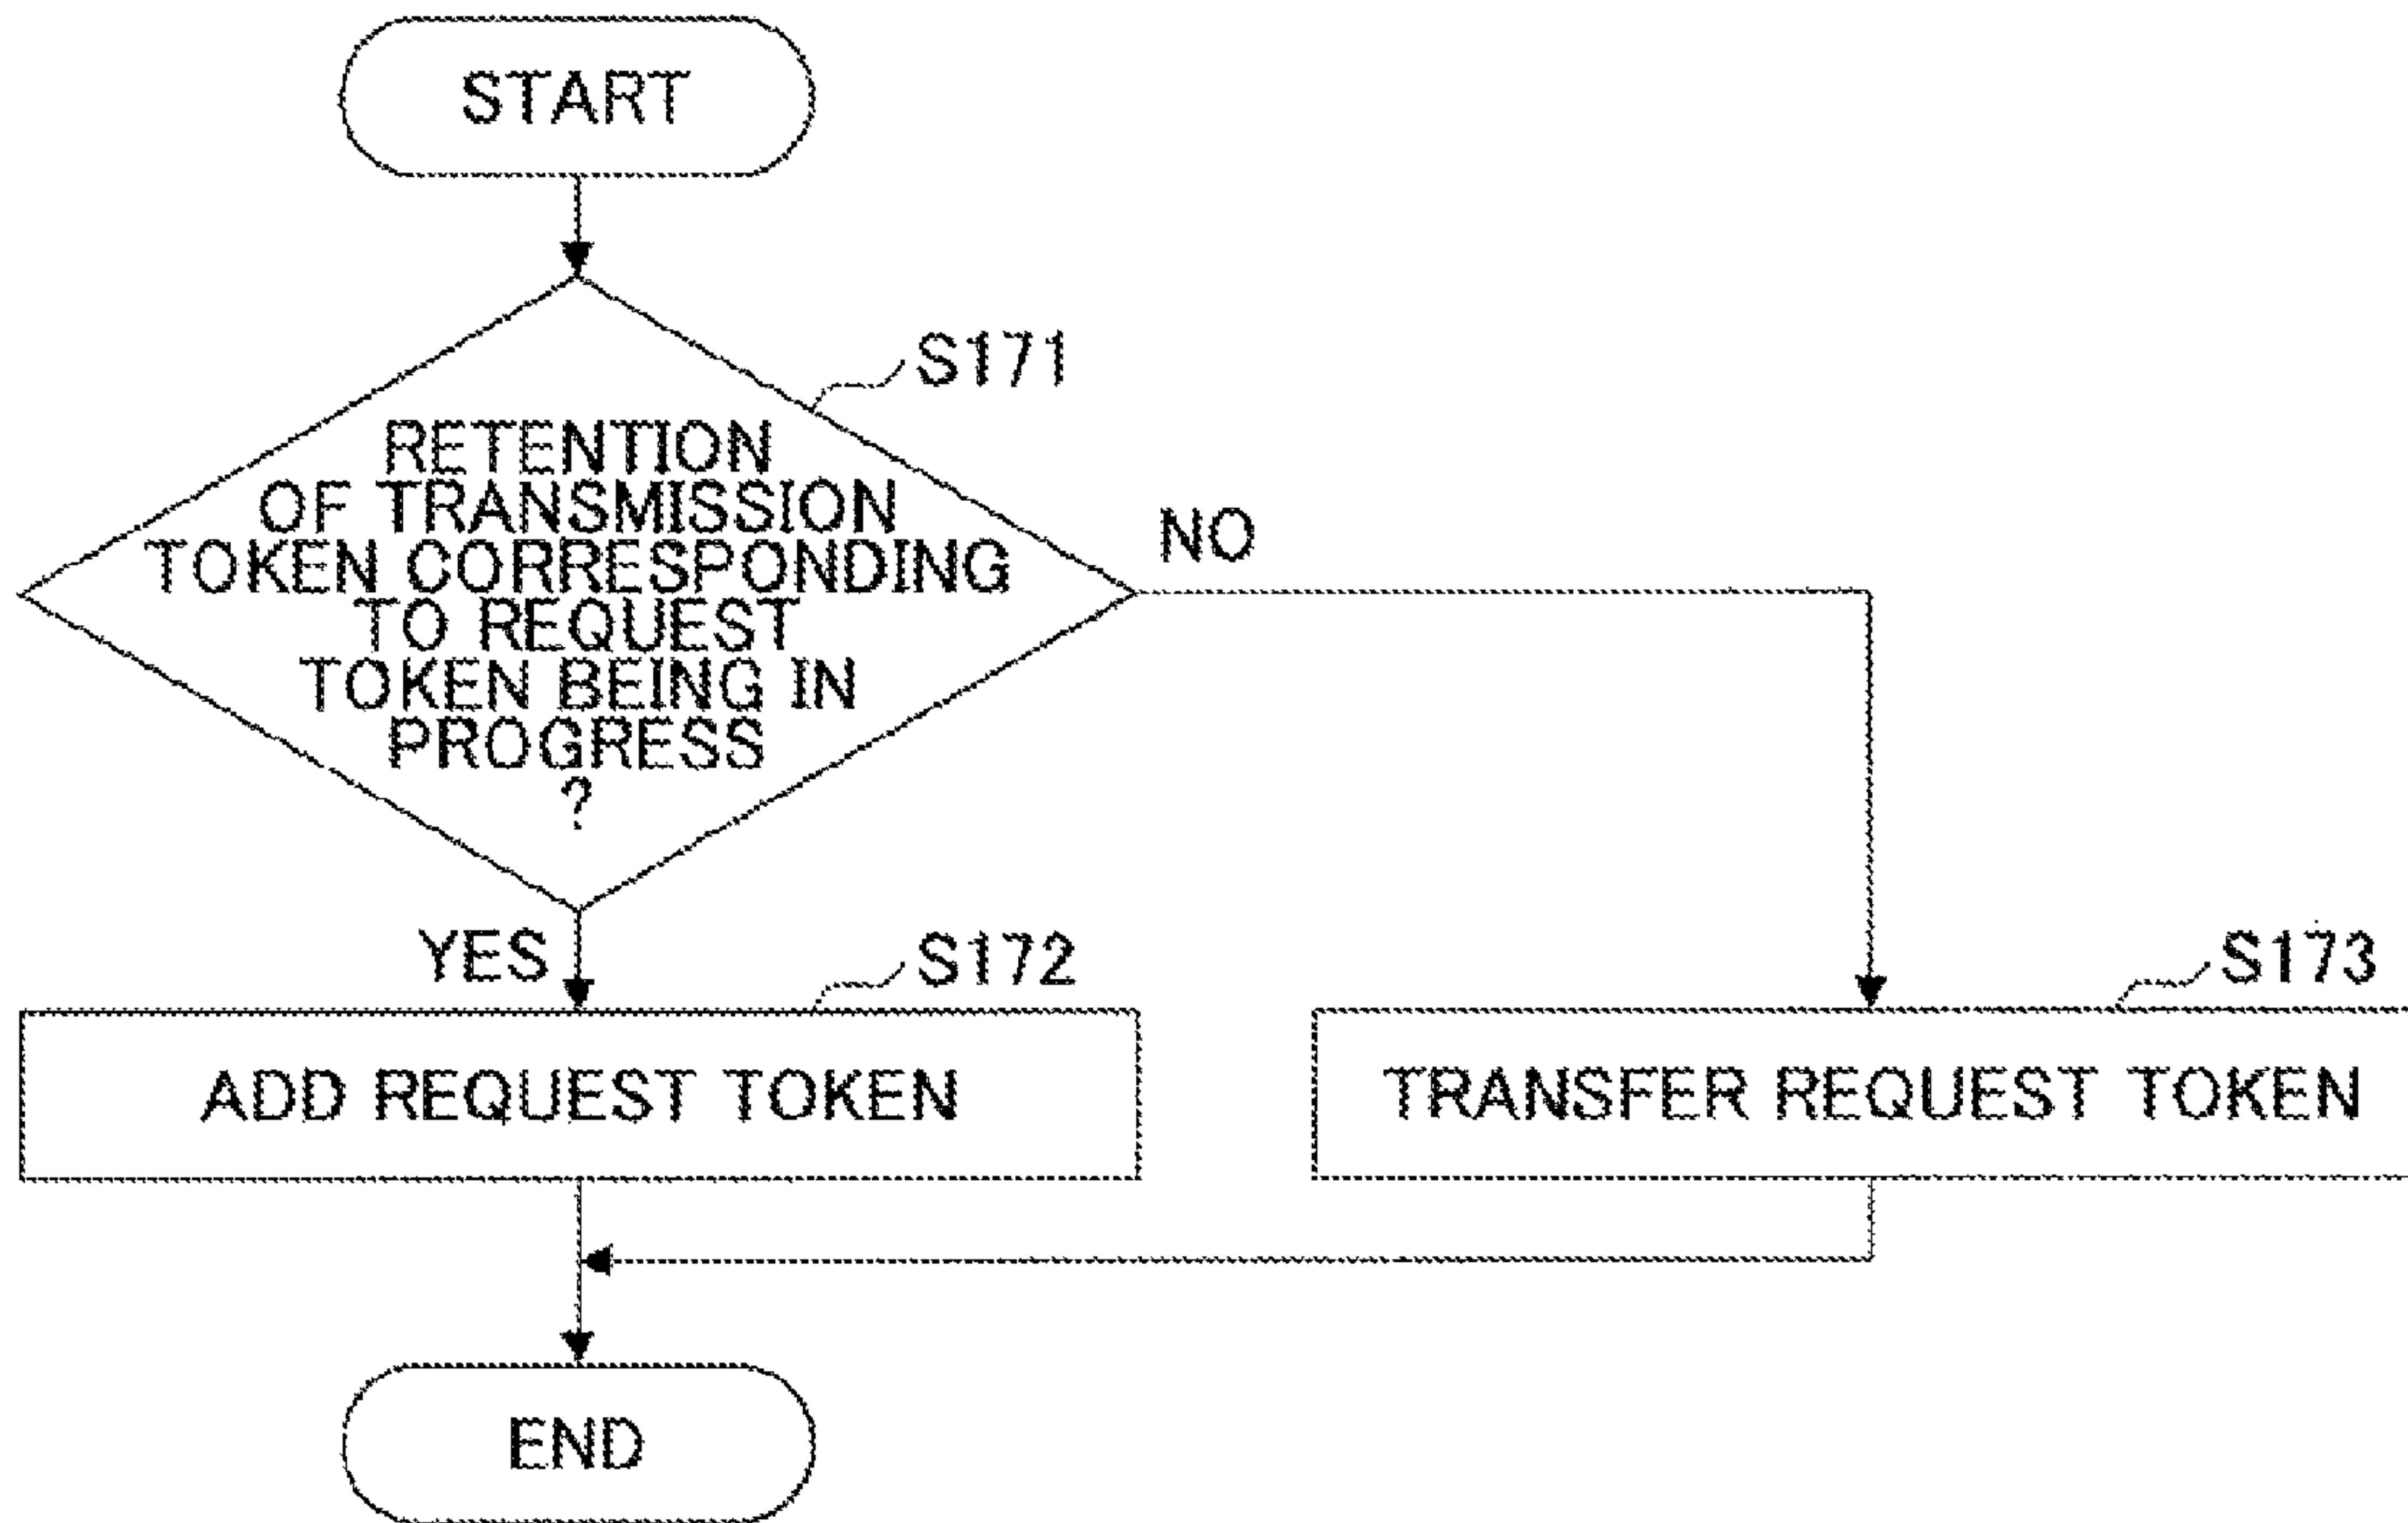 START
S171
RETENTION
OF TRANSMISSION
TOKEN CORRESPONDING
TO REQUEST
TOKEN BEING IN
PROGRESS
?
NO
YES
S172
S173
ADD REQUEST TOKEN
TRANSFER REQUEST TOKEN
END